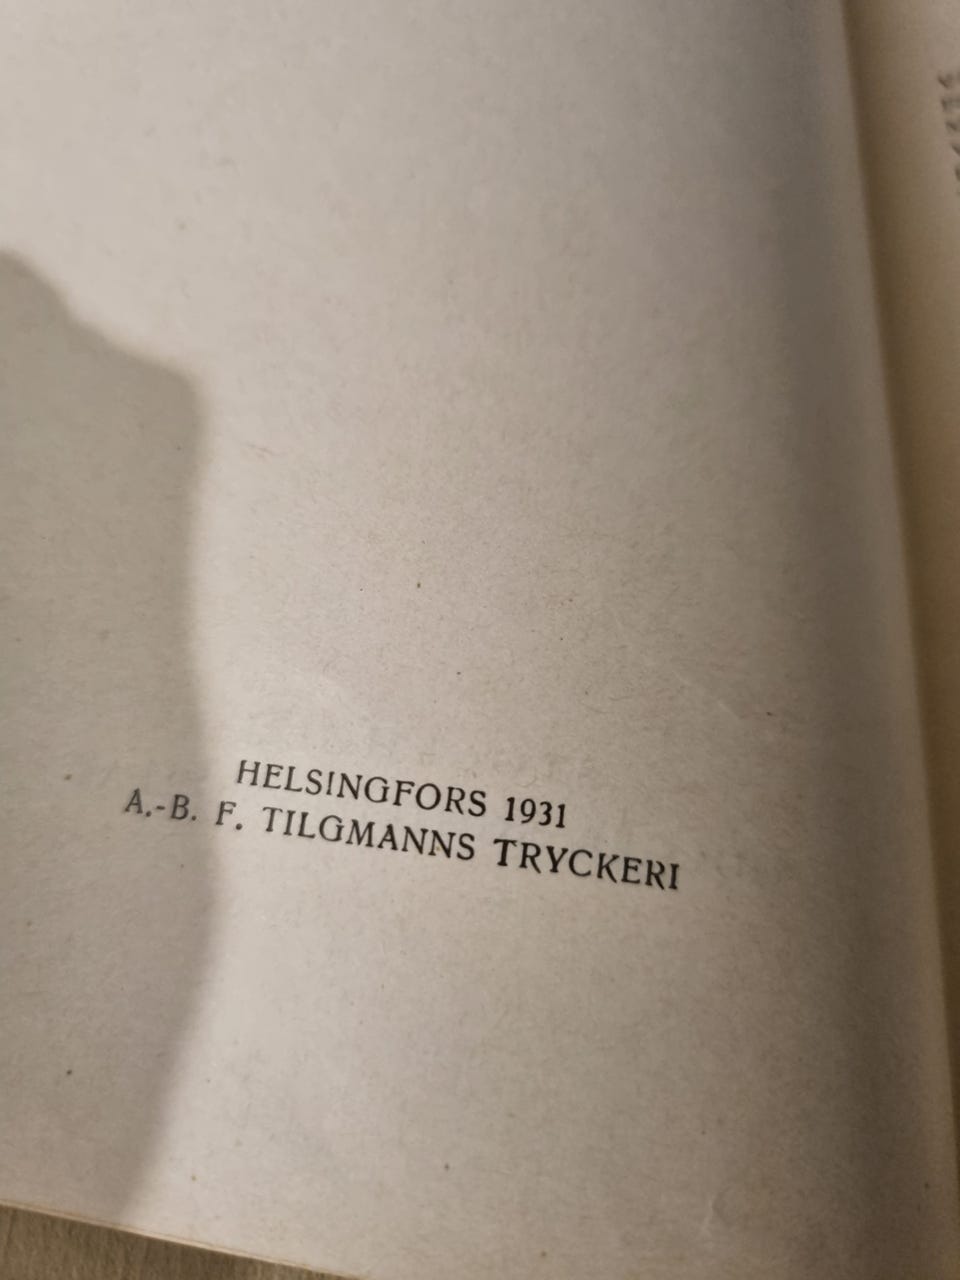 HELSINGFORS 1931
A.-B. F. TILGMANNS TRYCKERI